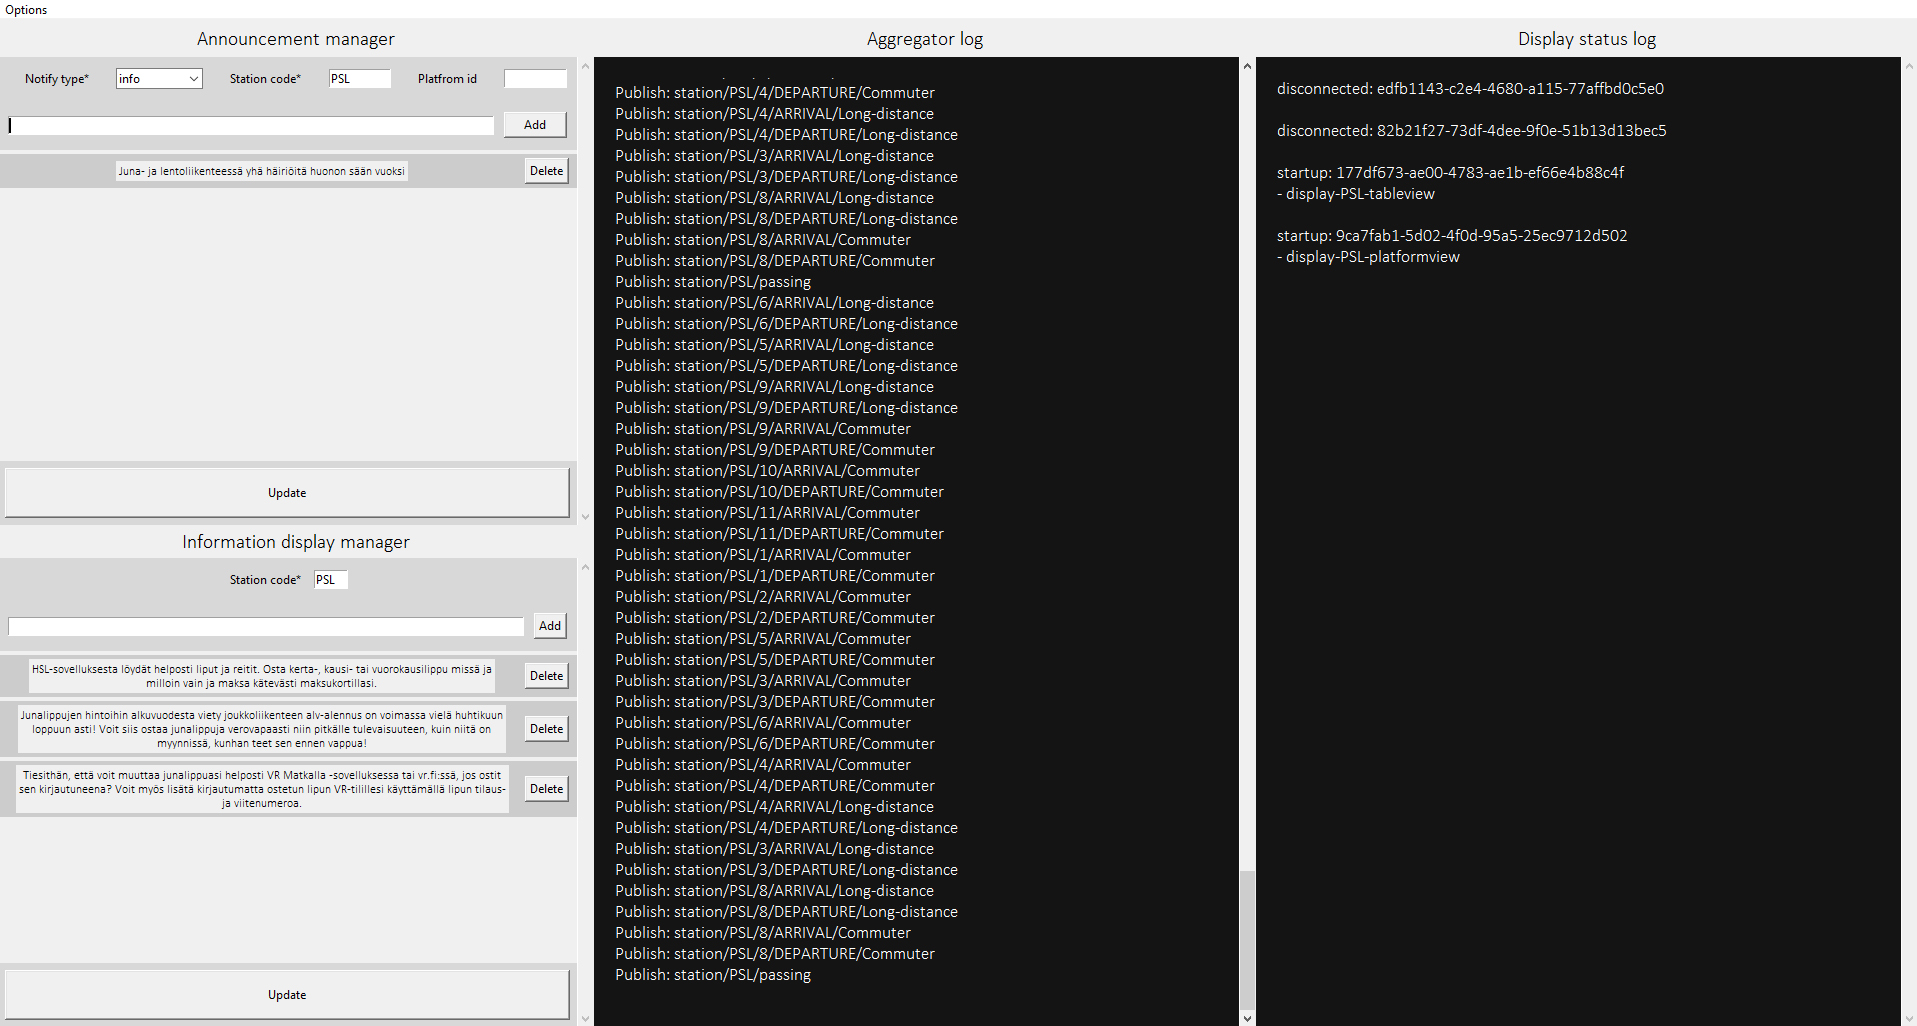 Options
Announcement manager
Notify type* info Station code* PSL Platfrom id
Add
Juna- ja lentoliikenteessä yhä häiriöitä huonon sään vuoksi Delete
Update
Information display manager
Station code* PSL
Add
HSL-sovelluksesta löydät helposti liput ja reitit. Osta kerta-, kausi- tai vuorokausilippu missä ja
milloin vain ja maksa kätevästi maksukortillasi.
Delete
Junalippujen hintoihin alkuvuodesta viety joukkoliikenteen alv-alennus on voimassa vielä huhtikuun
loppuun asti! Voit siis ostaa junalippuja verovapaasti niin pitkälle tulevaisuuteen, kuin niitä on
myynnissä, kunhan teet sen ennen vappua!
Delete
Tiesithän, että voit muuttaa junalippuasi helposti VR Matkalla -sovelluksessa tai vr.fi:ssä, jos ostit
sen kirjautuneena? Voit myös lisätä kirjautumatta ostetun lipun VR-tilillesi käyttämällä lipun tilaus-
ja viitenumeroa.
Delete
Update
Aggregator log
Publish: station/PSL/4/DEPARTURE/Commuter
Publish: station/PSL/4/ARRIVAL/Long-distance
Publish: station/PSL/4/DEPARTURE/Long-distance
Publish: station/PSL/3/ARRIVAL/Long-distance
Publish: station/PSL/3/DEPARTURE/Long-distance
Publish: station/PSL/8/ARRIVAL/Long-distance
Publish: station/PSL/8/DEPARTURE/Long-distance
Publish: station/PSL/8/ARRIVAL/Commuter
Publish: station/PSL/8/DEPARTURE/Commuter
Publish: station/PSL/passing
Publish: station/PSL/6/ARRIVAL/Long-distance
Publish: station/PSL/6/DEPARTURE/Long-distance
Publish: station/PSL/5/ARRIVAL/Long-distance
Publish: station/PSL/5/DEPARTURE/Long-distance
Publish: station/PSL/9/ARRIVAL/Long-distance
Publish: station/PSL/9/DEPARTURE/Long-distance
Publish: station/PSL/9/ARRIVAL/Commuter
Publish: station/PSL/9/DEPARTURE/Commuter
Publish: station/PSL/10/ARRIVAL/Commuter
Publish: station/PSL/10/DEPARTURE/Commuter
Publish: station/PSL/11/ARRIVAL/Commuter
Publish: station/PSL/11/DEPARTURE/Commuter
Publish: station/PSL/1/ARRIVAL/Commuter
Publish: station/PSL/1/DEPARTURE/Commuter
Publish: station/PSL/2/ARRIVAL/Commuter
Publish: station/PSL/2/DEPARTURE/Commuter
Publish: station/PSL/5/ARRIVAL/Commuter
Publish: station/PSL/5/DEPARTURE/Commuter
Publish: station/PSL/3/ARRIVAL/Commuter
Publish: station/PSL/3/DEPARTURE/Commuter
Publish: station/PSL/6/ARRIVAL/Commuter
Publish: station/PSL/6/DEPARTURE/Commuter
Publish: station/PSL/4/ARRIVAL/Commuter
Publish: station/PSL/4/DEPARTURE/Commuter
Publish: station/PSL/4/ARRIVAL/Long-distance
Publish: station/PSL/4/DEPARTURE/Long-distance
Publish: station/PSL/3/ARRIVAL/Long-distance
Publish: station/PSL/3/DEPARTURE/Long-distance
Publish: station/PSL/8/ARRIVAL/Long-distance
Publish: station/PSL/8/DEPARTURE/Long-distance
Publish: station/PSL/8/ARRIVAL/Commuter
Publish: station/PSL/8/DEPARTURE/Commuter
Publish: station/PSL/passing
Display status log
disconnected: edfb1143-c2e4-4680-a115-77affbd0c5e0
disconnected: 82b21f27-73df-4dee-9f0e-51b13d13bec5
startup: 177df673-ae00-4783-ae1b-ef66e4b88c4f
- display-PSL-tableview
startup: 9ca7fab1-5d02-4f0d-95a5-25ec9712d502
- display-PSL-platformview